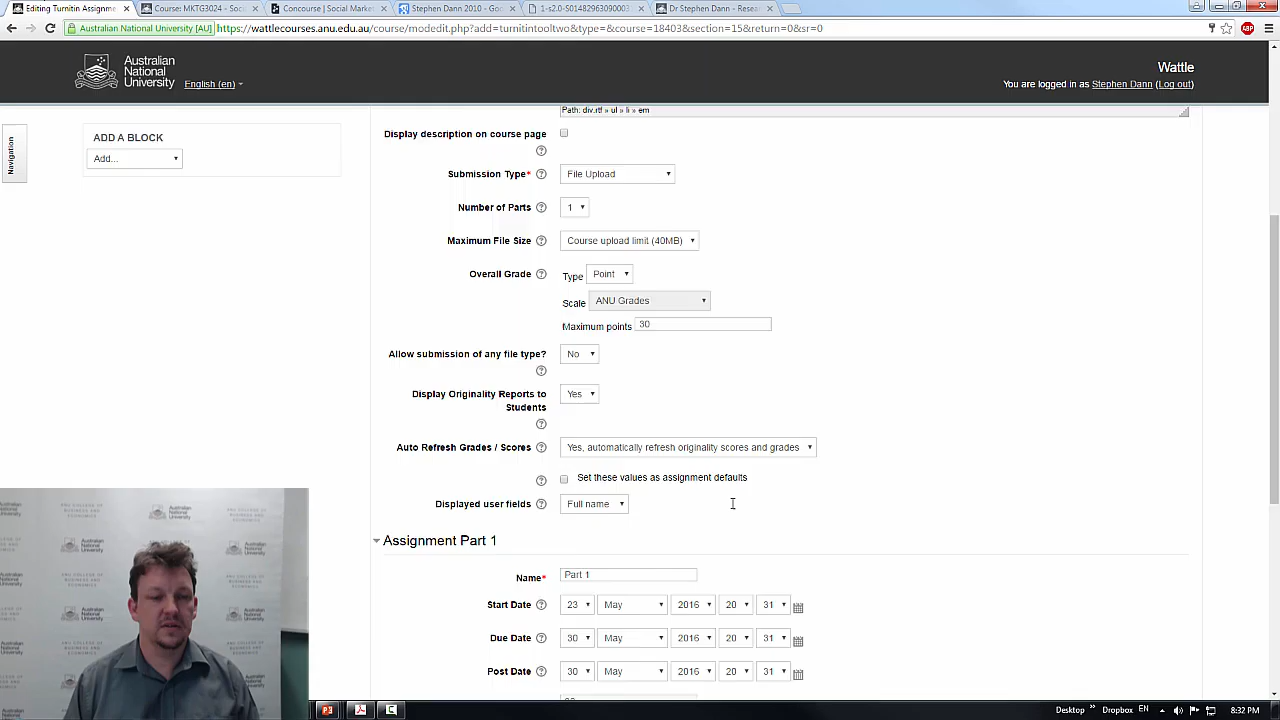 Editing Turnitin Assignme
Course: MKTG3024 - Soc
Concourse | Social Market
Stephen Dann 2010 - Goo
1-s2.0-S0148296309000
Dr Stephen Dann - Resea
Australian National University [AU]
https://wattlecourses.anu.edu.au/course/modedit.php?add=turnitintooltwo&type=&course=18403&section=15&return=0&sr=0
ABP
Australian
National
University
English (en)
Wattle
You are logged in as Stephen Dann (Log out)
Navigation
ADD A BLOCK
Add...
Path: div.rtf » ul » li » em
Display description on course page
Submission Type* File Upload
Number of Parts 1
Maximum File Size Course upload limit (40MB)
Overall Grade Type Point
Scale ANU Grades
Maximum points 30
Allow submission of any file type? No
Display Originality Reports to
Students
Yes
Auto Refresh Grades / Scores Yes, automatically refresh originality scores and grades
Set these values as assignment defaults
Displayed user fields Full name
Assignment Part 1
Name* Part 1
Start Date 23 May 2016 20 31
Due Date 30 May 2016 20 31
Post Date 30 May 2016 20 31
Desktop
Dropbox
EN
8:32 PM